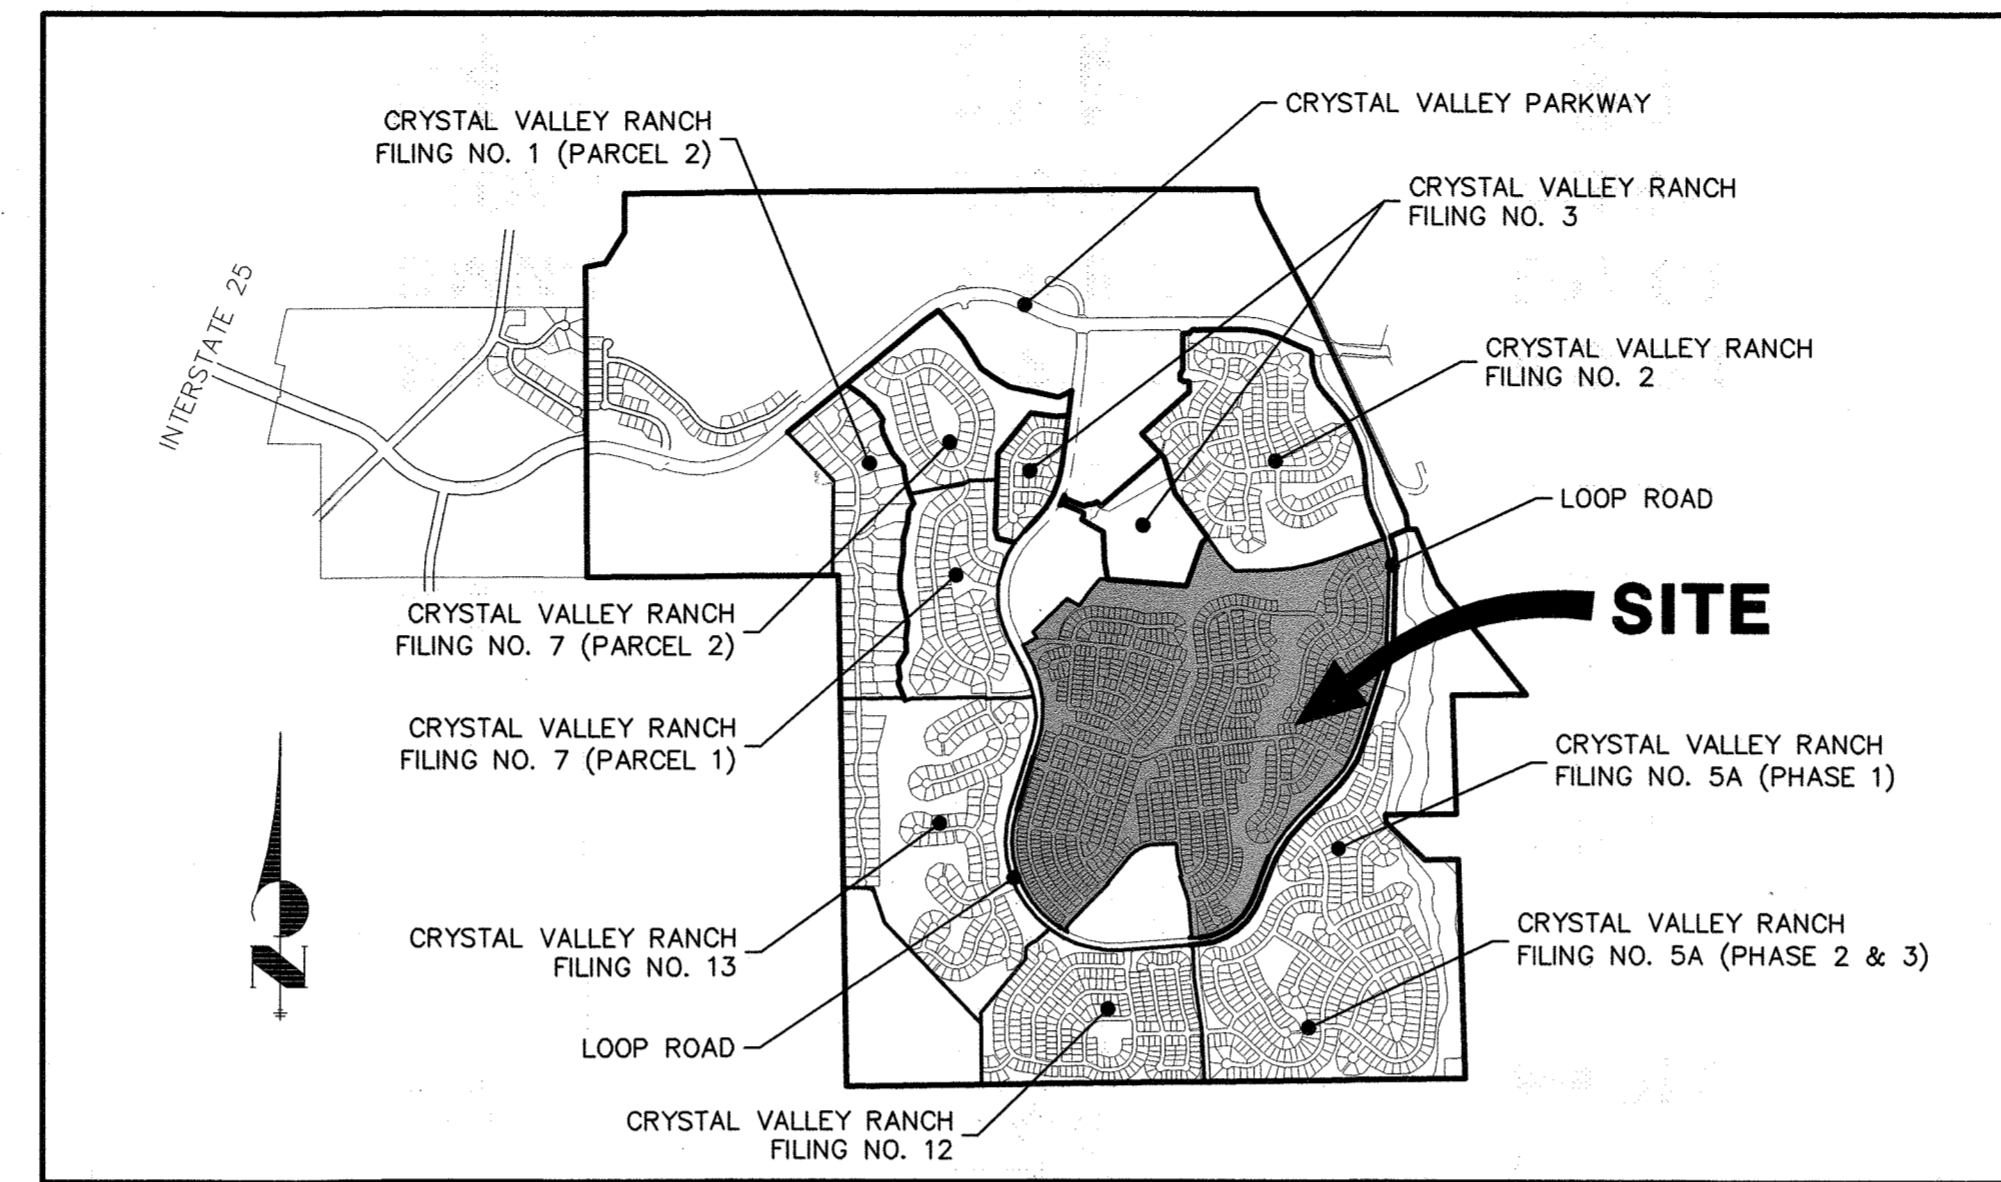 CRYSTAL VALLEY RANCH
FILING NO. 1 (PARCEL 2)
CRYSTAL VALLEY PARKWAY
CRYSTAL VALLEY RANCH
FILING NO. 3
INTERSTATE 25
CRYSTAL VALLEY RANCH
FILING NO. 2
LOOP ROAD
SITE
CRYSTAL VALLEY RANCH
FILING NO. 7 (PARCEL 2)
CRYSTAL VALLEY RANCH
FILING NO. 7 (PARCEL 1)
CRYSTAL VALLEY RANCH
FILING NO. 5A (PHASE 1)
CRYSTAL VALLEY RANCH
FILING NO. 13
CRYSTAL VALLEY RANCH
FILING NO. 5A (PHASE 2 & 3)
N
LOOP ROAD
CRYSTAL VALLEY RANCH
FILING NO. 12